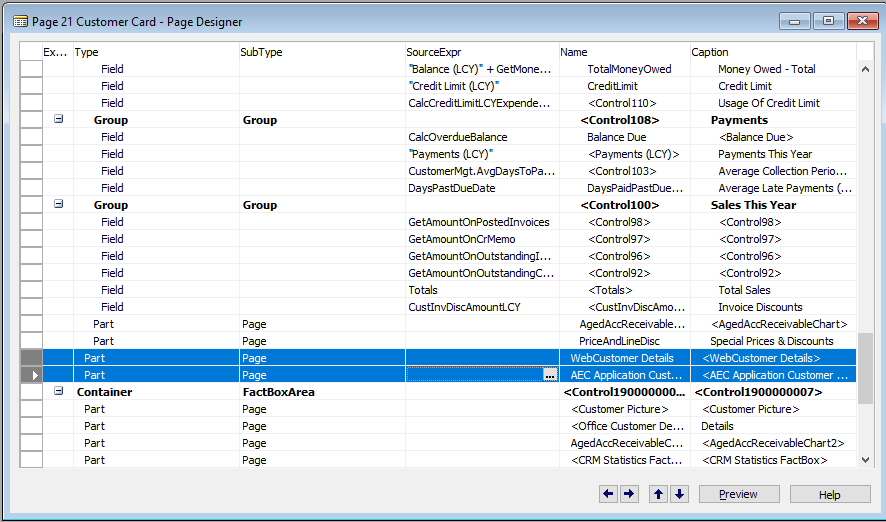 Page 21 Customer Card - Page Designer
Ex... Type SubType SourceExpr Name Caption
Field "Balance (LCY)" + GetMone... TotalMoneyOwed Money Owed - Total
Field "Credit Limit (LCY)" CreditLimit Credit Limit
Field CalcCreditLimitLCYExpende... <Control110> Usage Of Credit Limit
Group Group <Control108> Payments
Field CalcOverdueBalance Balance Due <Balance Due>
Field "Payments (LCY)" <Payments (LCY)> Payments This Year
Field CustomerMgt.AvgDaysToPa... <Control103> Average Collection Perio...
Field DaysPastDueDate DaysPaidPastDue... Average Late Payments (...
Group Group <Control100> Sales This Year
Field GetAmountOnPostedInvoices <Control98> <Control98>
Field GetAmountOnCrMemo <Control97> <Control97>
Field GetAmountOnOutstandingI... <Control96> <Control96>
Field GetAmountOnOutstandingC... <Control92> <Control92>
Field Totals <Totals> Total Sales
Field CustInvDiscAmountLCY <CustInvDiscAmo... Invoice Discounts
Part Page AgedAccReceivable... <AgedAccReceivableChart>
Part Page PriceAndLineDisc Special Prices & Discounts
Part Page WebCustomer Details <WebCustomer Details>
Part Page ... AEC Application Cust... <AEC Application Customer ...
Container FactBoxArea <Control190000000... <Control1900000007>
Part Page <Customer Picture> <Customer Picture>
Part Page <Office Customer De... Details
Part Page AgedAccReceivableC... <AgedAccReceivableChart2>
Part Page <CRM Statistics Fact... <CRM Statistics FactBox>
Preview Help